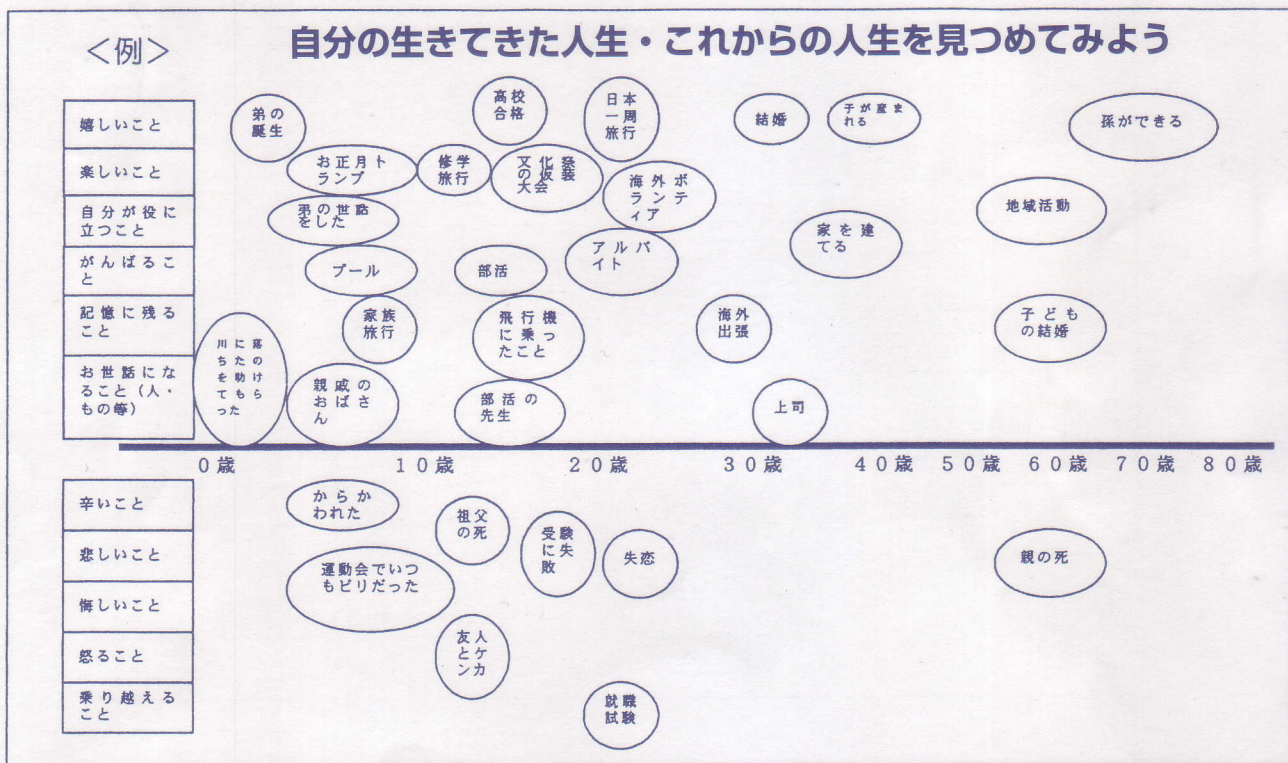 <例>
自分の生きてきた人生・これからの人生を見つめてみよう
嬉しいこと
楽しいこと
自分が役に
立つこと
がんばるこ
と
記憶に残る
こと
お世話にな
ること（人・
もの等）
弟の
誕生
高校
合格
日本
一周
旅行
結婚
子が産ま
れる
孫ができる
お正月ト
ランプ
修学
旅行
文化祭
の仮装
大会
海外ボ
ランテ
ィア
地域活動
弟の世話
をした
家を建
てる
プール
部活
アルバ
イト
家族
旅行
飛行機
に乗っ
たこと
海外
出張
子ども
の結婚
川に落
ちたの
を助け
てもら
った
親戚の
おばさ
ん
部活の
先生
上司
0歳
10歳
20歳
30歳
40歳
50歳
60歳
70歳
80歳
辛いこと
悲しいこと
悔しいこと
怒ること
乗り越える
こと
からか
われた
祖父
の死
受験
に失
敗
失恋
親の死
運動会でいつ
もビリだった
友人
とケ
ンカ
就職
試験